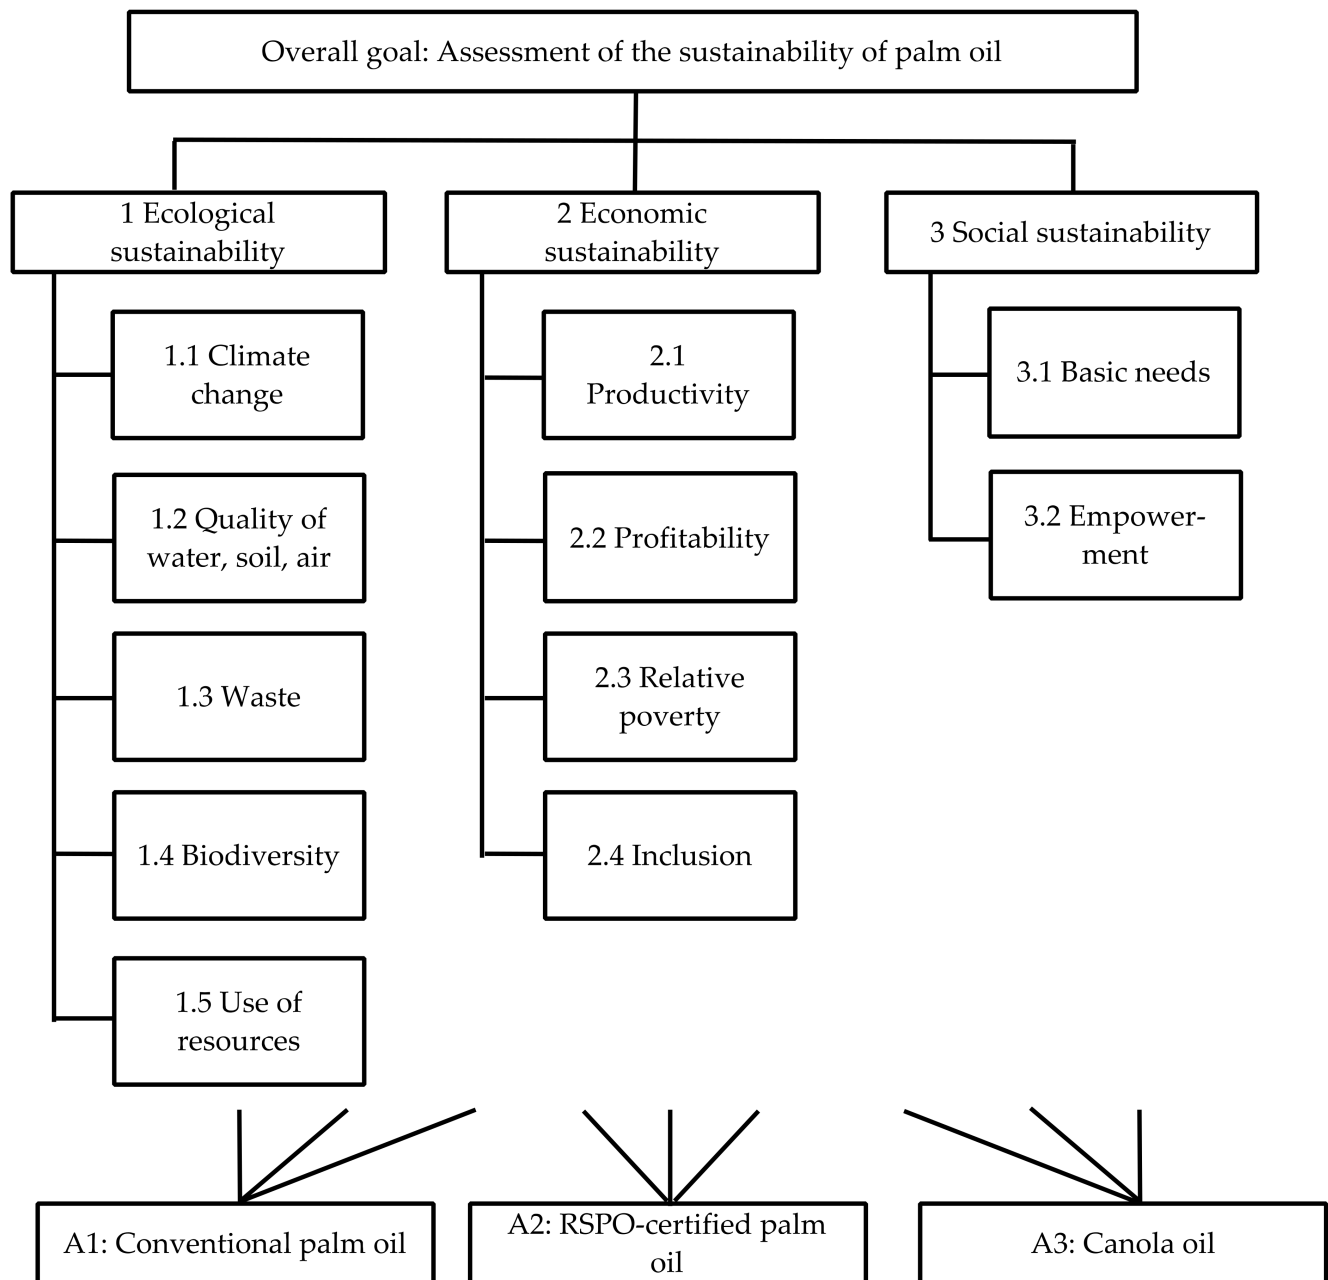 Overall goal: Assessment of the sustainability of palm oil
1 Ecological
sustainability
2 Economic
sustainability
3 Social sustainability
1.1 Climate
change
1.2 Quality of
water, soil, air
1.3 Waste
1.4 Biodiversity
1.5 Use of
resources
2.1
Productivity
2.2 Profitability
2.3 Relative
poverty
2.4 Inclusion
3.1 Basic needs
3.2 Empower-
ment
A1: Conventional palm oil
A2: RSPO-certified palm
oil
A3: Canola oil